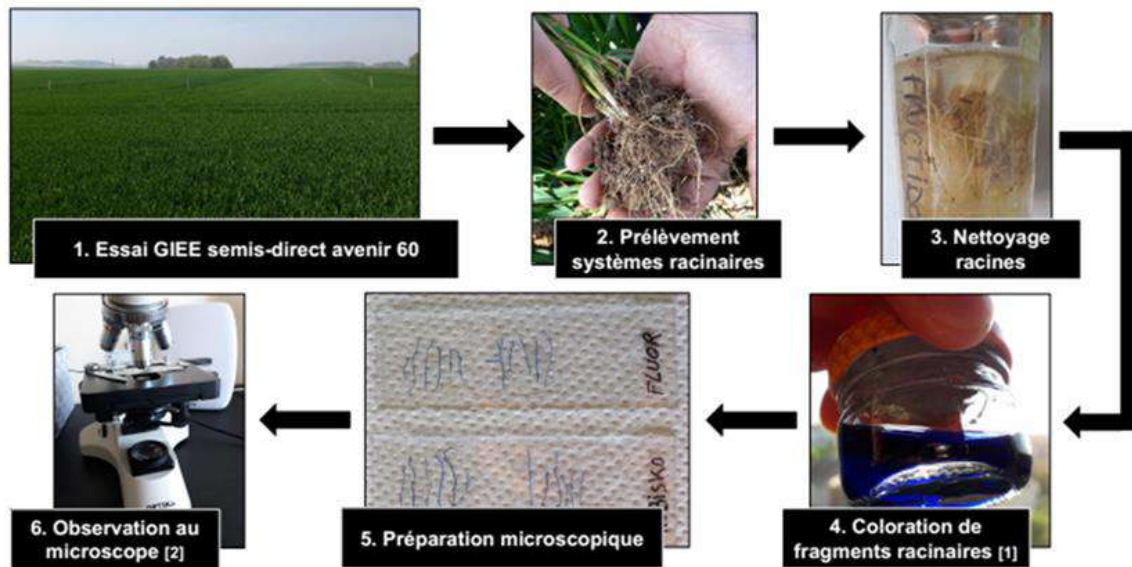 1. Essai GIEE semis-direct avenir 60
2. Prélèvement
systèmes racinaires
3. Nettoyage
racines
4. Coloration de
fragments racinaires [1]
5. Préparation microscopique
FLUOR
6. Observation au
microscope [2]